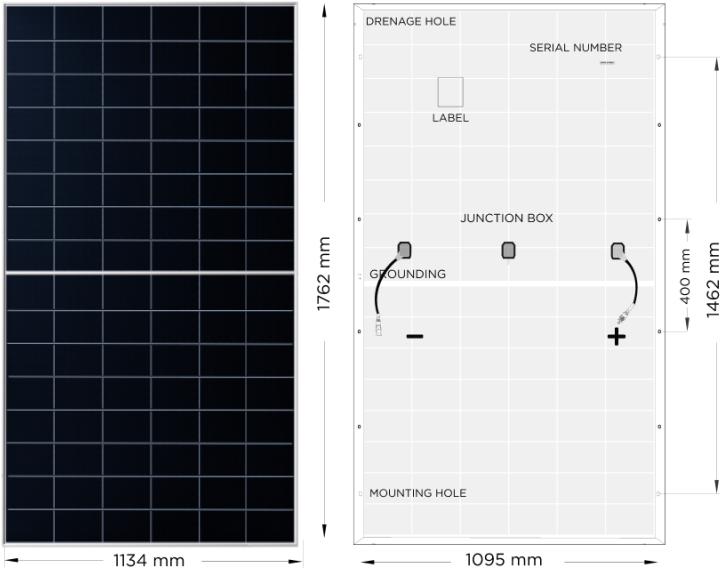 DRENAGE HOLE
SERIAL NUMBER
LABEL
JUNCTION BOX
GROUNDING
1762 mm
400 mm
1462 mm
− +
MOUNTING HOLE
1134 mm
1095 mm